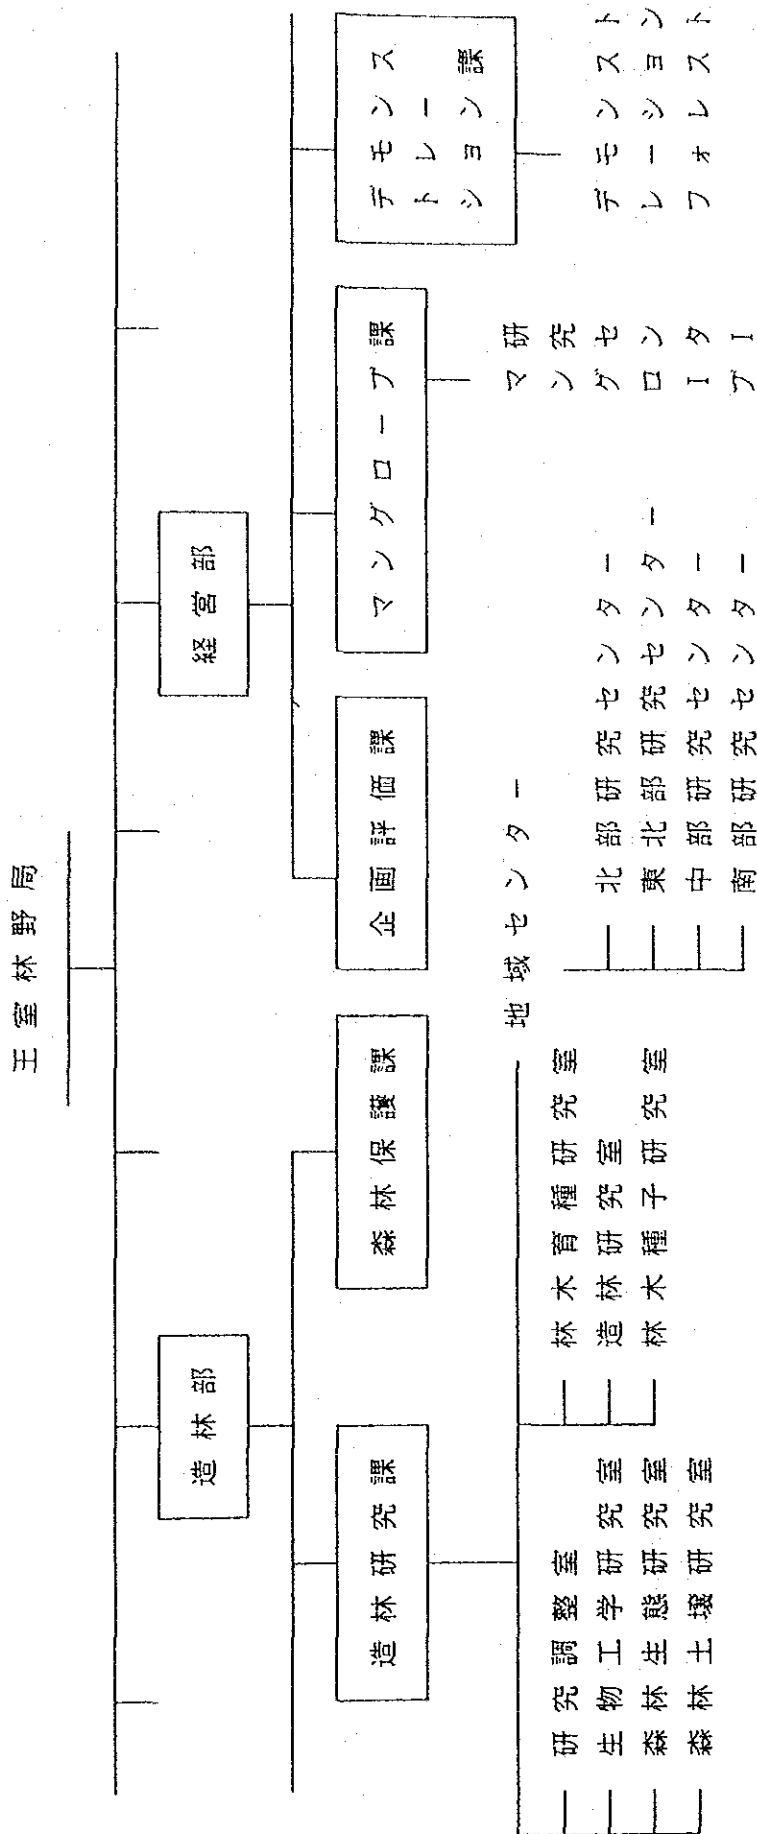 王室林野局
造林部
経営部
造林研究課
森林保護課
企画評価課
マングローブ課
デモンス
トレー
ション課
研究調整室
生物工学研究室
森林生態研究室
森林土壌研究室
林木育種研究室
造林研究室
林木種子研究室
地域センター
北部研究センター
東北部研究センター
中部研究センター
南部研究センター
マングローブ
研究センター
デモンスト
レーション
フォレスト